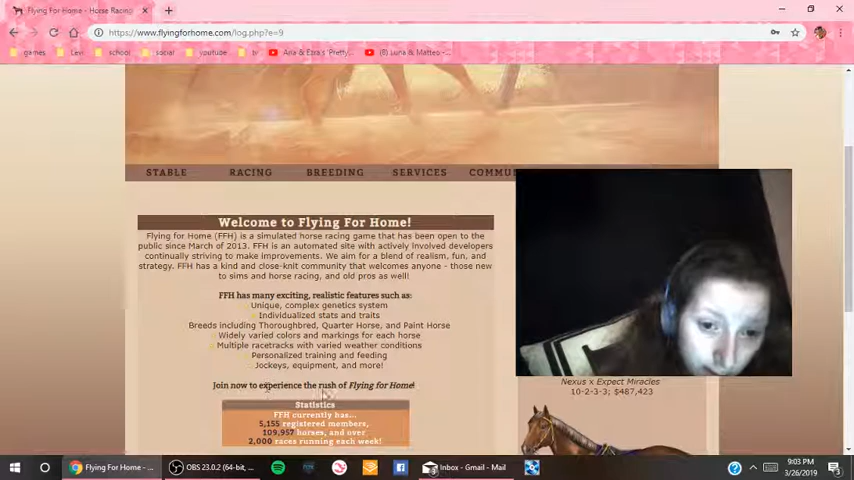 Flying For Home - Horse Racing
https://www.flyingforhome.com/log.php?e=9
games
Levi
school
social
youtube
tv
Aria & Ezra's 'Pretty...
(8) Luna & Matteo -...
STABLE
RACING
BREEDING
SERVICES
COMMU
Welcome to Flying For Home!
Flying for Home (FFH) is a simulated horse racing game that has been open to the
public since March of 2013. FFH is an automated site with actively involved developers
continually striving to make improvements. We aim for a blend of realism, fun, and
strategy. FFH has a kind and close-knit community that welcomes anyone - those new
to sims and horse racing, and old pros as well!
FFH has many exciting, realistic features such as:
Unique, complex genetics system
Individualized stats and traits
Breeds including Thoroughbred, Quarter Horse, and Paint Horse
Widely varied colors and markings for each horse
Multiple racetracks with varied weather conditions
Personalized training and feeding
Jockeys, equipment, and more!
Join now to experience the rush of Flying for Home!
Statistics
FFH currently has...
5,155 registered members,
109,957 horses, and over
2,000 races running each week!
Nexus x Expect Miracles
10-2-3-3; $487,423
Flying For Home - ...
OBS 23.0.2 (64-bit, ...
Inbox - Gmail - Mail
9:03 PM
3/26/2019